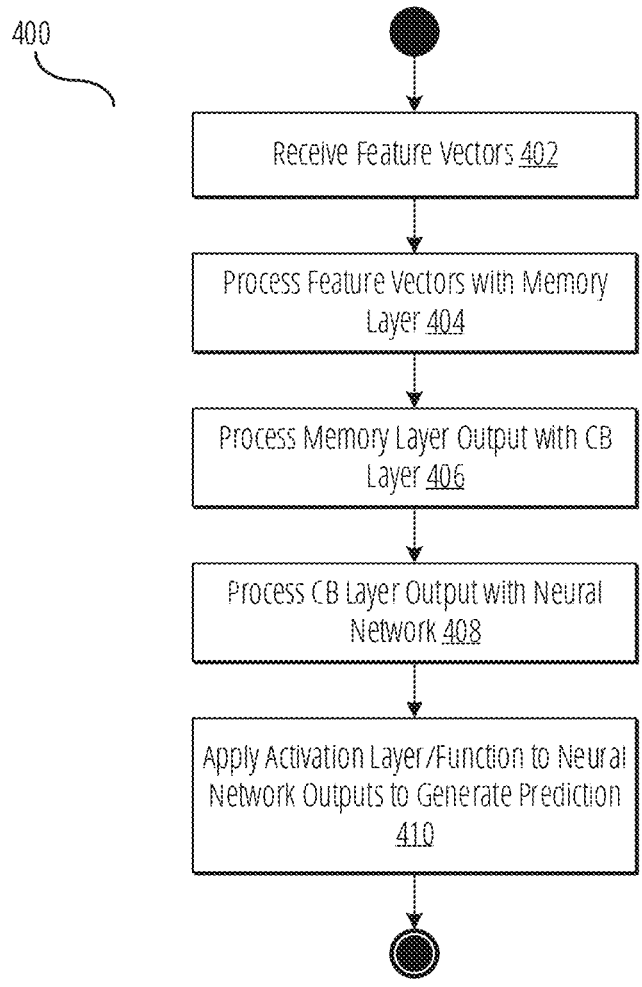 400
Receive Feature Vectors 402
Process Feature Vectors with Memory
Layer 404
Process Memory Layer Output with CB
Layer 406
Process CB Layer Output with Neural
Network 408
Apply Activation Layer/Function to Neural
Network Outputs to Generate Prediction
410